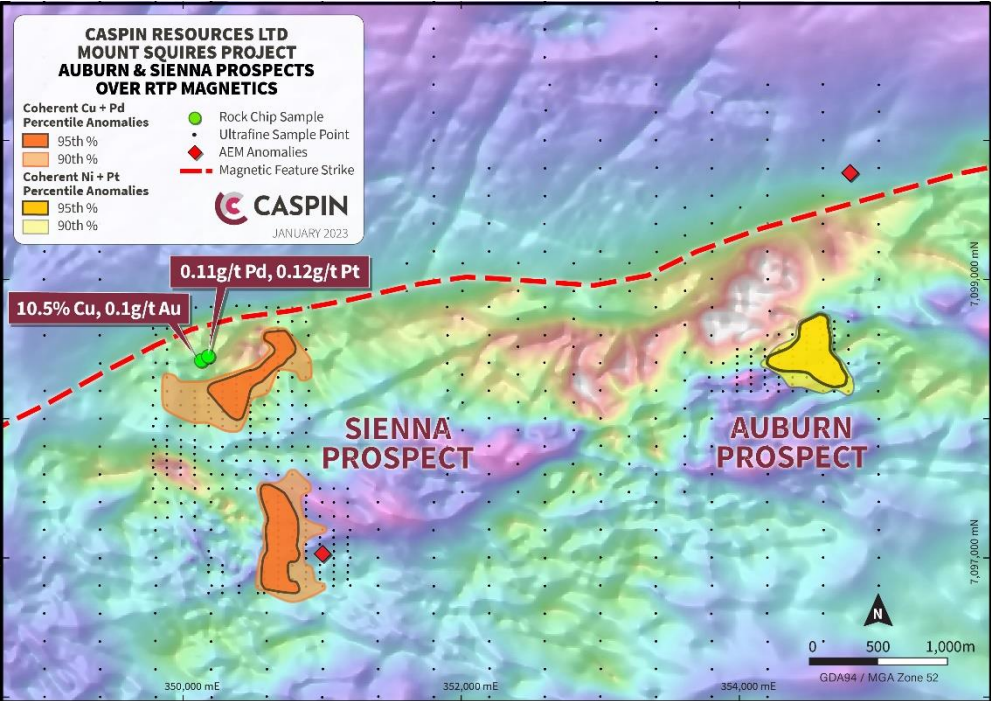 CASPIN RESOURCES LTD
MOUNT SQUIRES PROJECT
AUBURN & SIENNA PROSPECTS
OVER RTP MAGNETICS
Coherent Cu + Pd
Percentile Anomalies
95th %
90th %
Coherent Ni + Pt
Percentile Anomalies
95th %
90th %
Rock Chip Sample
Ultrafine Sample Point
AEM Anomalies
Magnetic Feature Strike
CASPIN
JANUARY 2023
0.11g/t Pd, 0.12g/t Pt
10.5% Cu, 0.1g/t Au
7,099,000 mN
SIENNA
PROSPECT
AUBURN
PROSPECT
7,097,000 mN
N
0 500 1,000m
GDA94 / MGA Zone 52
350,000 mE
352,000 mE
354,000 mE